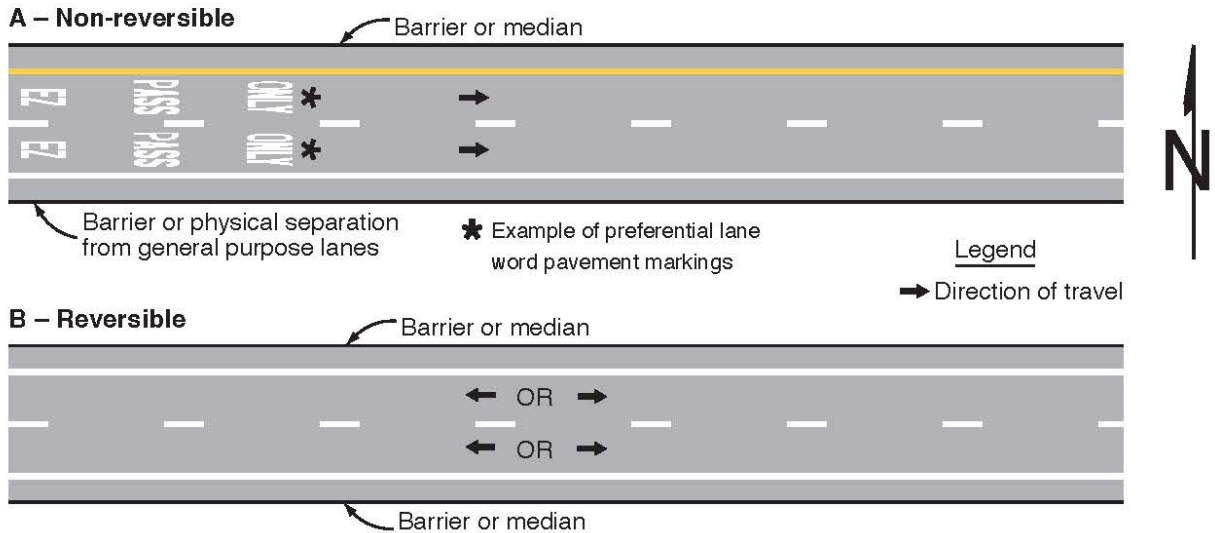 A – Non-reversible
Barrier or median
EZ PASS ONLY *
EZ PASS ONLY *
Barrier or physical separation
from general purpose lanes
* Example of preferential lane
word pavement markings
N
Legend
→ Direction of travel
B – Reversible
Barrier or median
← OR →
← OR →
Barrier or median